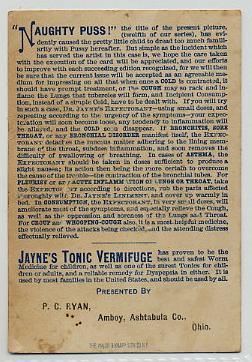 "NAUGHTY PUSS!" the title of the present picture,
(twelfth of our series), has evi-
dently caused the pretty little child to dread too much famil-
iarity with Pussy hereafter. But simple as the incident which
has served the artist in this case is, we hope the care taken
with the execution of the card will be appreciated, and our efforts
to improve with each succeeding edition recognized, for we will then
be sure that the current issue will be accepted as an agreeable me-
dium for impressing on all that when once a COLD is contracted, it
should have prompt treatment, or the COUGH may so rack and in-
flame the Lungs that tubercles will form, and Incipient Consump-
tion, instead of a simple Cold, have to be dealt with. If you will try
in such a case, DR. JAYNE'S EXPECTORANT—using small doses, and
repeating according to the urgency of the symptoms—your expec-
toration will soon become loose, any tendency to inflammation will
be allayed, and the COLD soon disappear. If BRONCHITIS, SORE
THROAT, or any BRONCHIAL DISORDER manifest itself, the EXPEC-
TORANT detaches the mucous matter adhering to the lining mem-
brane of the throat, subdues inflammation, and soon removes the
difficulty of swallowing or breathing. In cases of ASTHMA, the
EXPECTORANT should be taken in doses sufficient to produce a
slight nausea; its action then being the more certain to overcome
the cause of the trouble—the contraction of the bronchial tubes. For
PLEURISY or any ACUTE INFLAMMATION OF LUNGS OR THROAT, take
the EXPECTORANT according to directions, rub the parts affected
thoroughly with DR. JAYNE'S LINIMENT, and cover up warmly in
bed. In CONSUMPTION, the EXPECTORANT, in very small doses, will
ameliorate most of the symptoms, and especially relieve the Cough,
as well as the oppression and soreness of the Lungs and Throat.
For CROUP and WHOOPING-COUGH also, it is a most helpful medicine,
the violence of the attacks being checked, and the attending distress
effectually relieved.
JAYNE'S TONIC VERMIFUGE has proven to be the
best and safest Worm
Medicine for children, as well as one of the surest Tonics for
children or adults, and a reliable remedy for Dyspepsia in either. It is
used by most families in the United States, and should be used by all.
PRESENTED BY
P. C. RYAN,
Amboy, Ashtabula Co.,
Ohio.